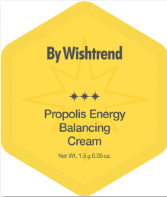 By Wishtrend
Propolis Energy
Balancing
Cream
Net Wt. 1.5 g 0.05 oz.